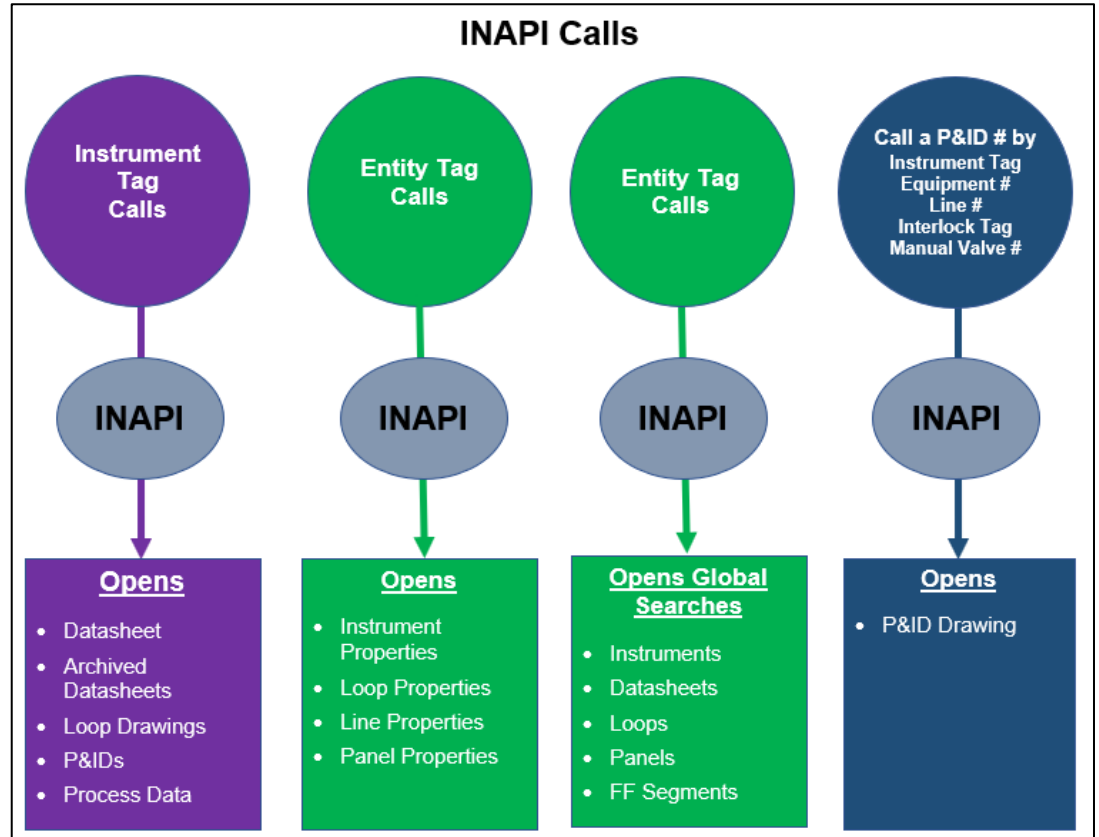 INAPI Calls
Instrument
Tag
Calls
INAPI
Opens
• Datasheet
• Archived
Datasheets
• Loop Drawings
• P&IDs
• Process Data
Entity Tag
Calls
INAPI
Opens
• Instrument
Properties
• Loop Properties
• Line Properties
• Panel Properties
Entity Tag
Calls
INAPI
Opens Global
Searches
• Instruments
• Datasheets
• Loops
• Panels
• FF Segments
Call a P&ID # by
Instrument Tag
Equipment #
Line #
Interlock Tag
Manual Valve #
INAPI
Opens
• P&ID Drawing